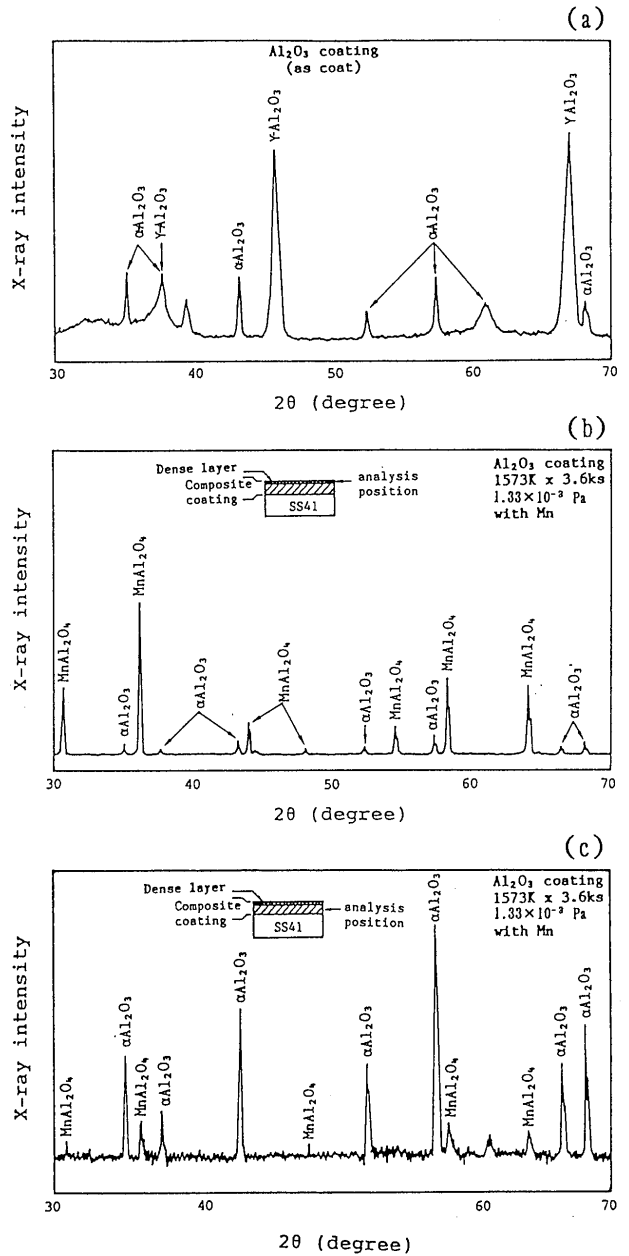 (a)
Al₂O₃ coating
(as coat)
X-ray intensity
αAl₂O₃
γ-Al₂O₃
αAl₂O₃
γ-Al₂O₃
αAl₂O₃
γAl₂O₃
αAl₂O₃
30 40 50 60 70
2θ (degree)
(b)
Dense layer
Composite
coating
SS41
analysis
position
Al₂O₃ coating
1573K x 3.6ks
1.33×10⁻³ Pa
with Mn
X-ray intensity
MnAl₂O₄
αAl₂O₃
MnAl₂O₄
αAl₂O₃
MnAl₂O₄
αAl₂O₃
MnAl₂O₄
αAl₂O₃
MnAl₂O₄
MnAl₂O₄
αAl₂O₃
30 40 50 60 70
2θ (degree)
(c)
Dense layer
Composite
coating
SS41
analysis
position
Al₂O₃ coating
1573K x 3.6ks
1.33×10⁻³ Pa
with Mn
X-ray intensity
MnAl₂O₄
αAl₂O₃
MnAl₂O₄
αAl₂O₃
αAl₂O₃
MnAl₂O₄
αAl₂O₃
αAl₂O₃
MnAl₂O₄
MnAl₂O₄
αAl₂O₃
αAl₂O₃
30 40 60 70
2θ (degree)